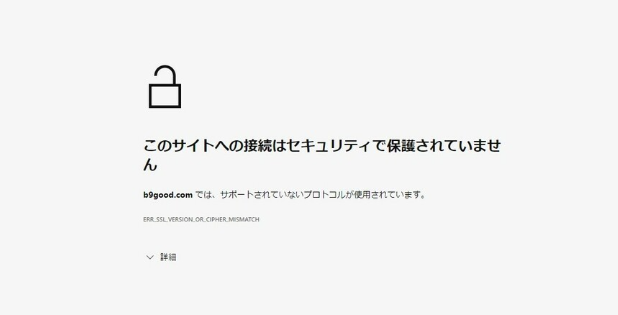 このサイトへの接続はセキュリティで保護されていませ
ん
b9good.com では、サポートされていないプロトコルが使用されています。
ERR_SSL_VERSION_OR_CIPHER_MISMATCH
詳細